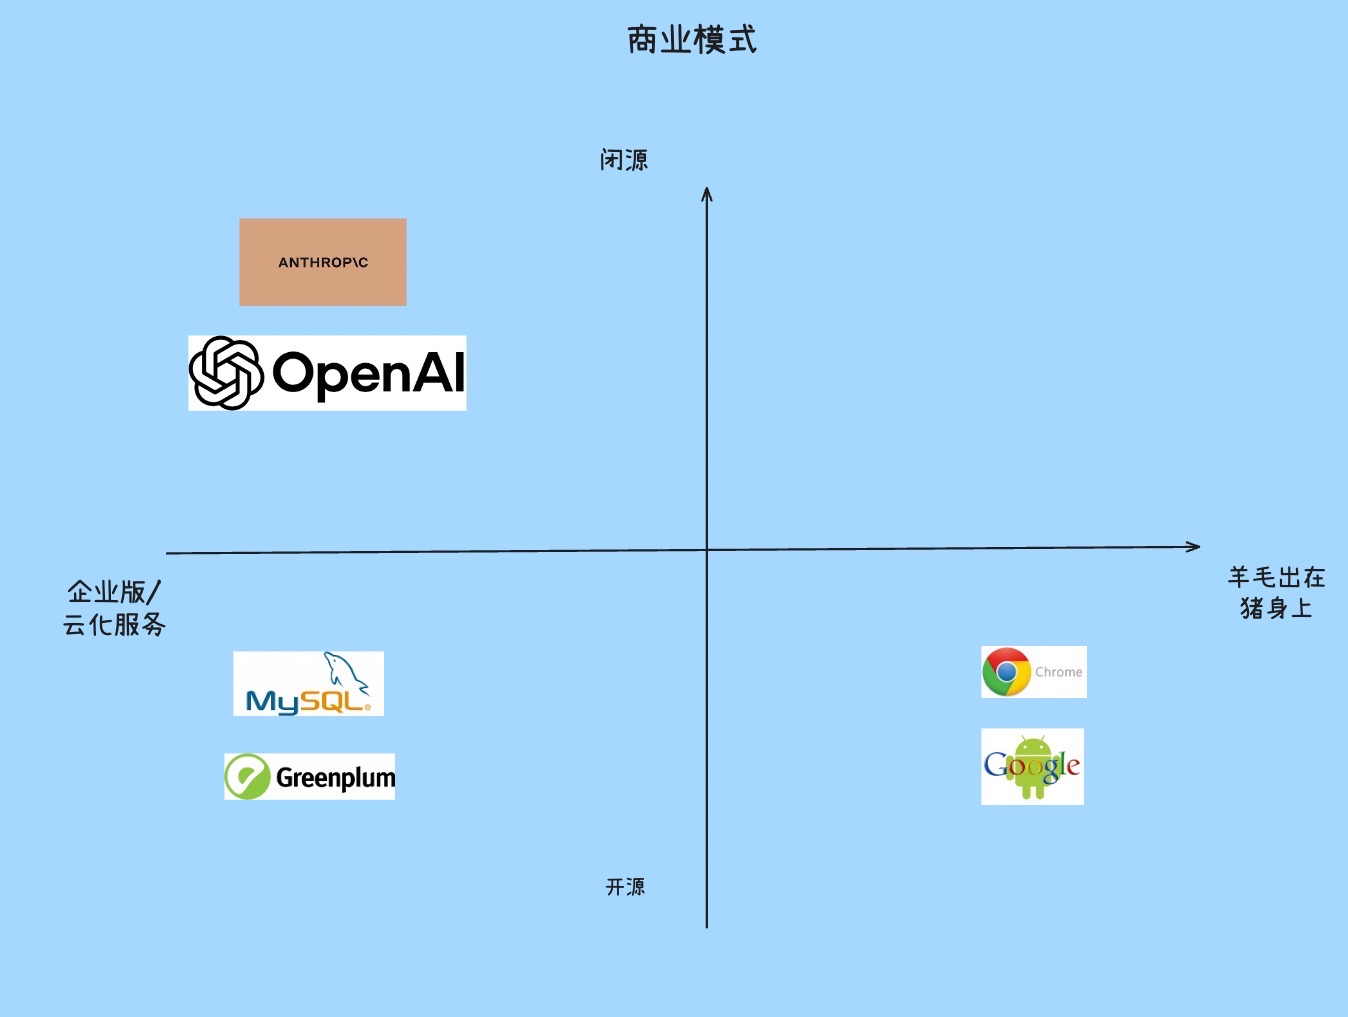 商业模式
闭源
ANTHROP\C
OpenAI
企业版/
云化服务
羊毛出在
猪身上
MySQL®
Chrome
Greenplum
Google
开源